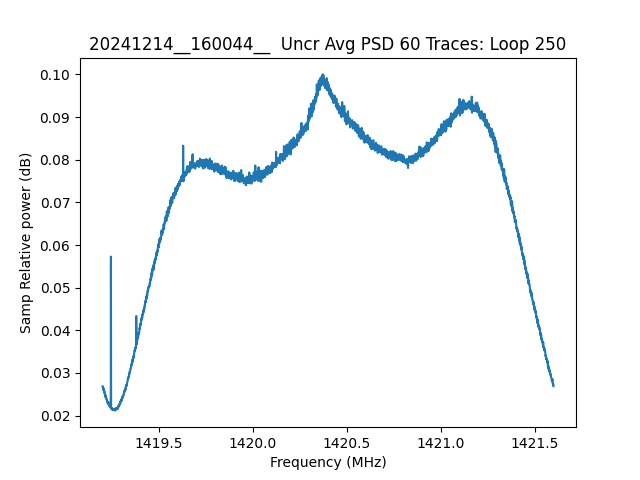 20241214__160044__  Uncr Avg PSD 60 Traces: Loop 250
0.10
0.09
0.08
0.07
0.06
0.05
0.04
0.03
0.02
Samp Relative power (dB)
1419.5 1420.0 1420.5 1421.0 1421.5
Frequency (MHz)